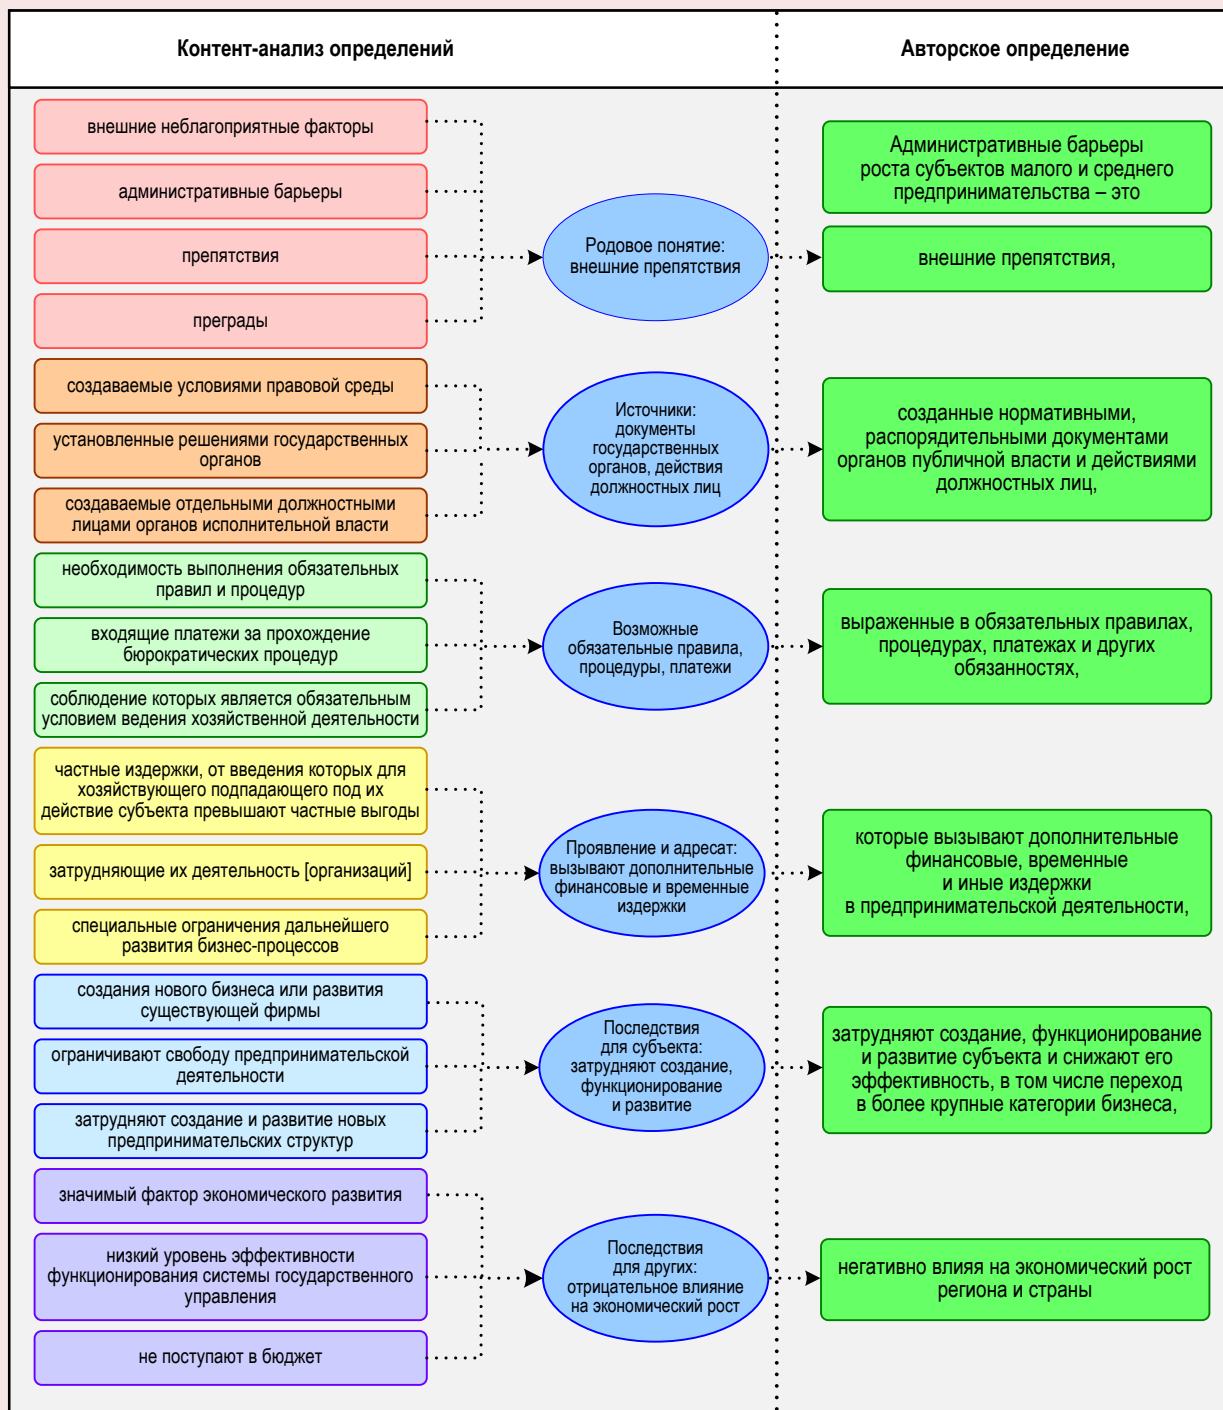 Контент-анализ определений
Авторское определение
внешние неблагоприятные факторы
административные барьеры
препятствия
преграды
Родовое понятие:
внешние препятствия
Административные барьеры
роста субъектов малого и среднего
предпринимательства – это
внешние препятствия,
создаваемые условиями правовой среды
установленные решениями государственных
органов
создаваемые отдельными должностными
лицами органов исполнительной власти
Источники:
документы
государственных
органов, действия
должностных лиц
созданные нормативными,
распорядительными документами
органов публичной власти и действиями
должностных лиц,
необходимость выполнения обязательных
правил и процедур
входящие платежи за прохождение
бюрократических процедур
соблюдение которых является обязательным
условием ведения хозяйственной деятельности
Возможные
обязательные правила,
процедуры, платежи
выраженные в обязательных правилах,
процедурах, платежах и других
обязанностях,
частные издержки, от введения которых для
хозяйствующего подпадающего под их
действие субъекта превышают частные выгоды
затрудняющие их деятельность [организаций]
специальные ограничения дальнейшего
развития бизнес-процессов
Проявление и адресат:
вызывают дополнительные
финансовые и временные
издержки
которые вызывают дополнительные
финансовые, временные
и иные издержки
в предпринимательской деятельности,
создания нового бизнеса или развития
существующей фирмы
ограничивают свободу предпринимательской
деятельности
затрудняют создание и развитие новых
предпринимательских структур
Последствия
для субъекта:
затрудняют создание,
функционирование
и развитие
затрудняют создание, функционирование
и развитие субъекта и снижают его
эффективность, в том числе переход
в более крупные категории бизнеса,
значимый фактор экономического развития
низкий уровень эффективности
функционирования системы государственного
управления
не поступают в бюджет
Последствия
для других:
отрицательное влияние
на экономический рост
негативно влияя на экономический рост
региона и страны